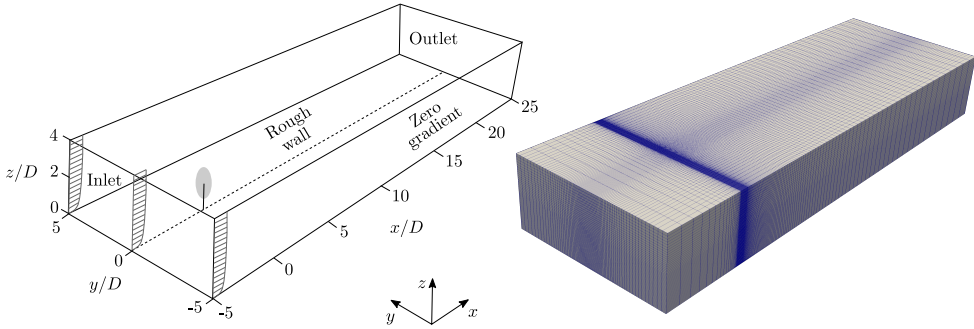 Outlet
4
z/D
2
Inlet
0
5
0
y/D
-5
-5
0
5
x/D
10
15
20
25
Rough
wall
Zero
gradient
z
y
x